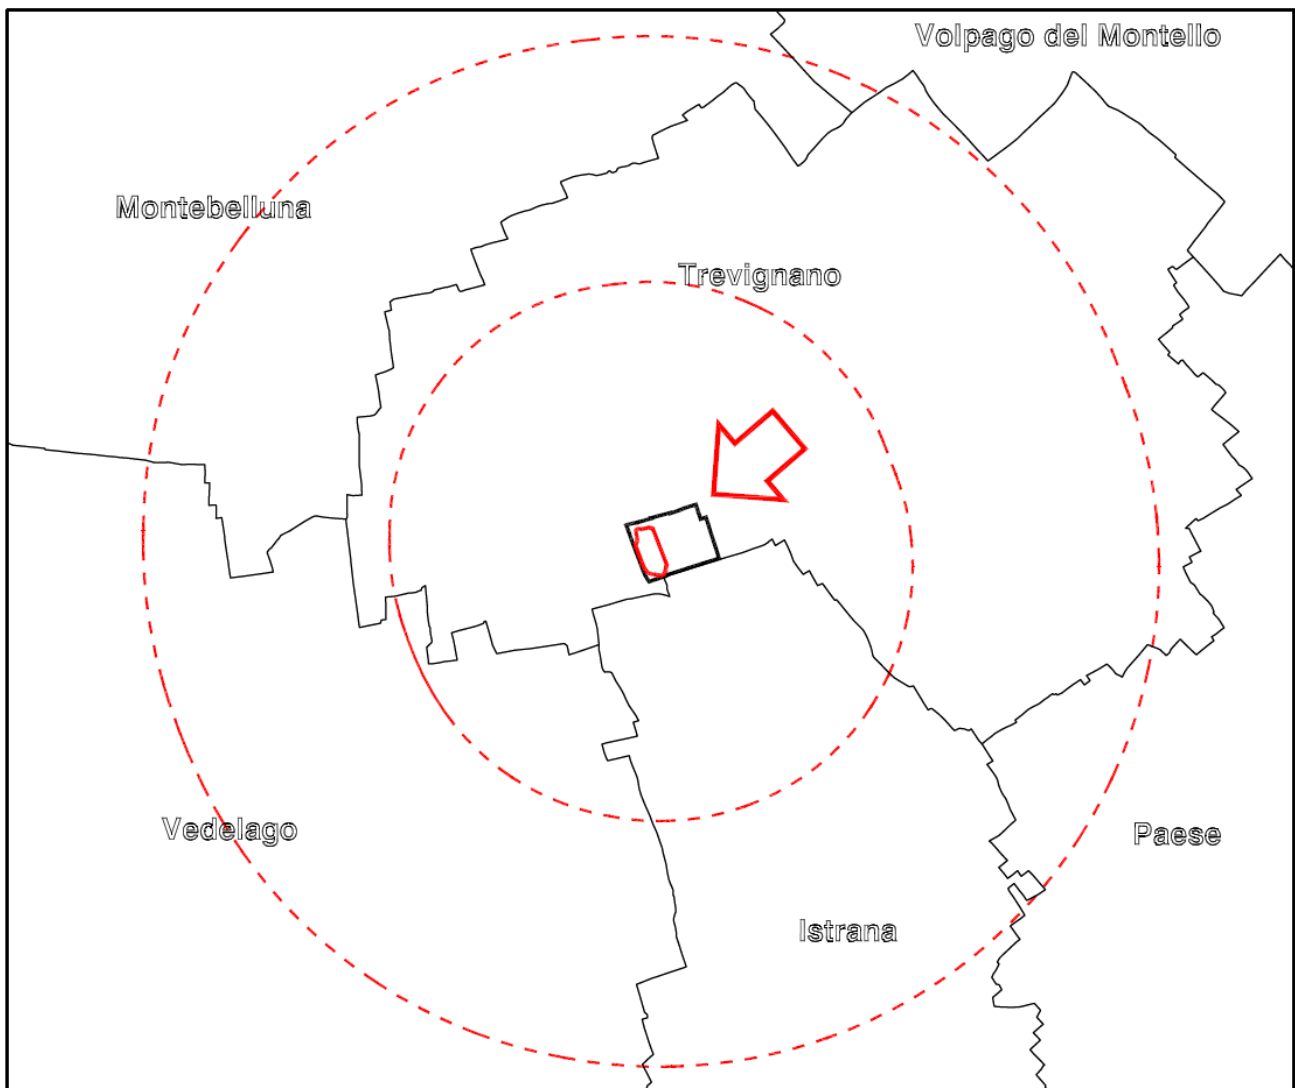 Volpago del Montello
Montebelluna
Trevignano
Vedelago
Paese
Istrana